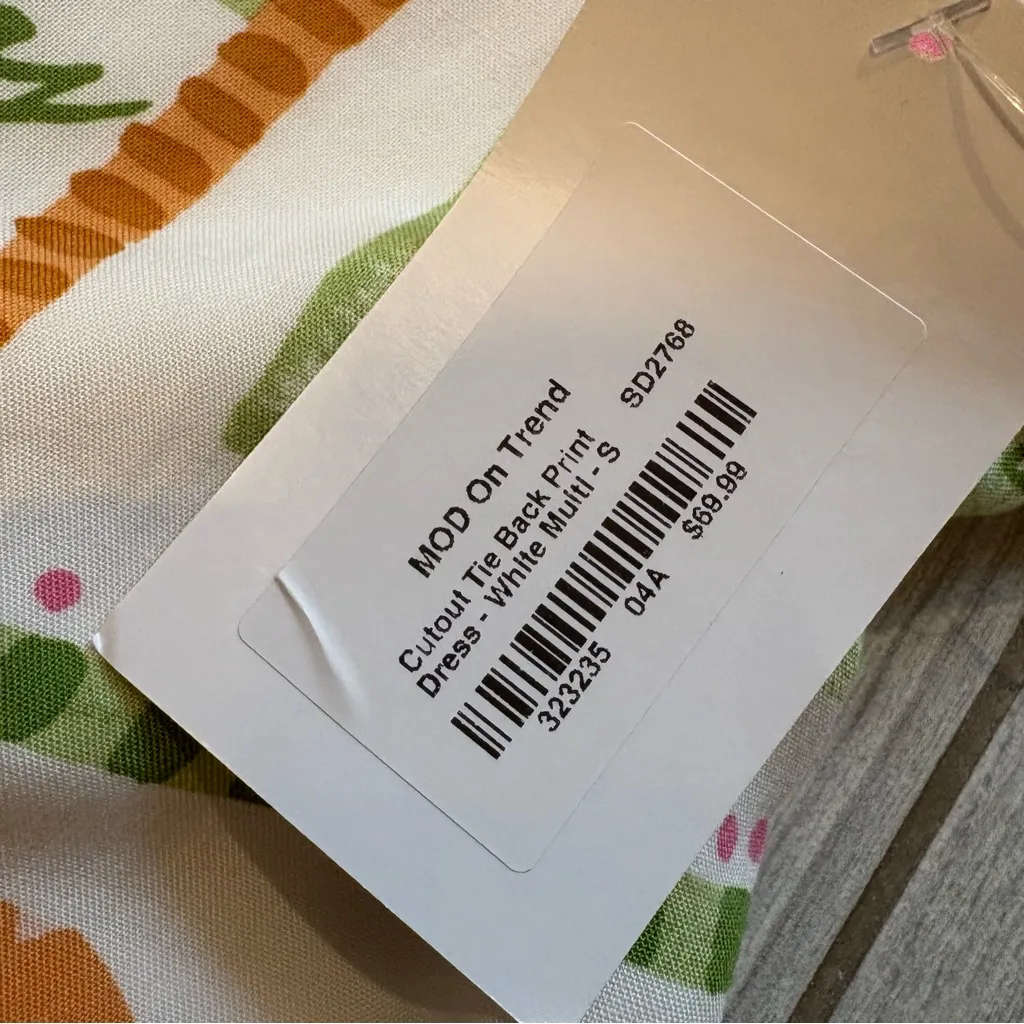 MOD On Trend
Cutout Tie Back Print SD2768
Dress - White Multi - S
323235 04A $69.99